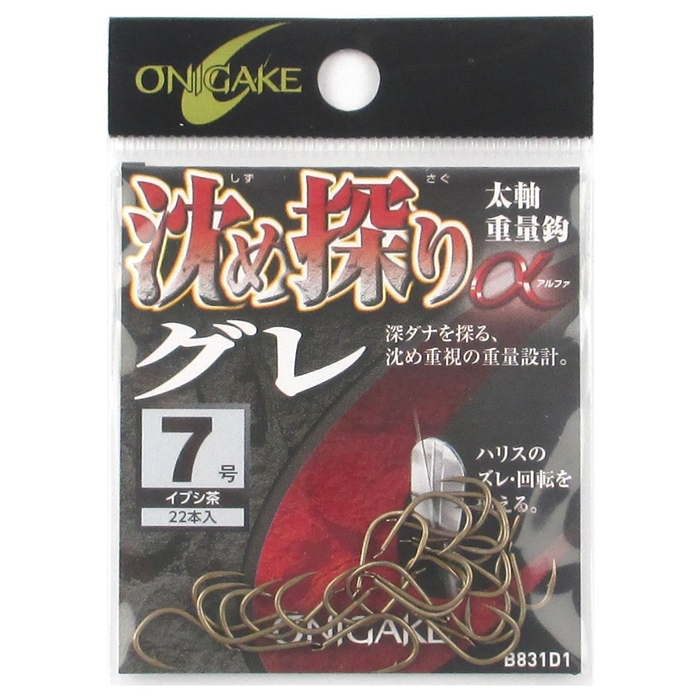 ONIGAKE
しず さぐ
沈め探り
太軸
重量鈎
α
アルファ
グレ
深ダナを探る、
沈め重視の重量設計。
7号
イブシ茶
22本入
ハリスの
ズレ・回転を
える。
ONIGAKE
B831D1